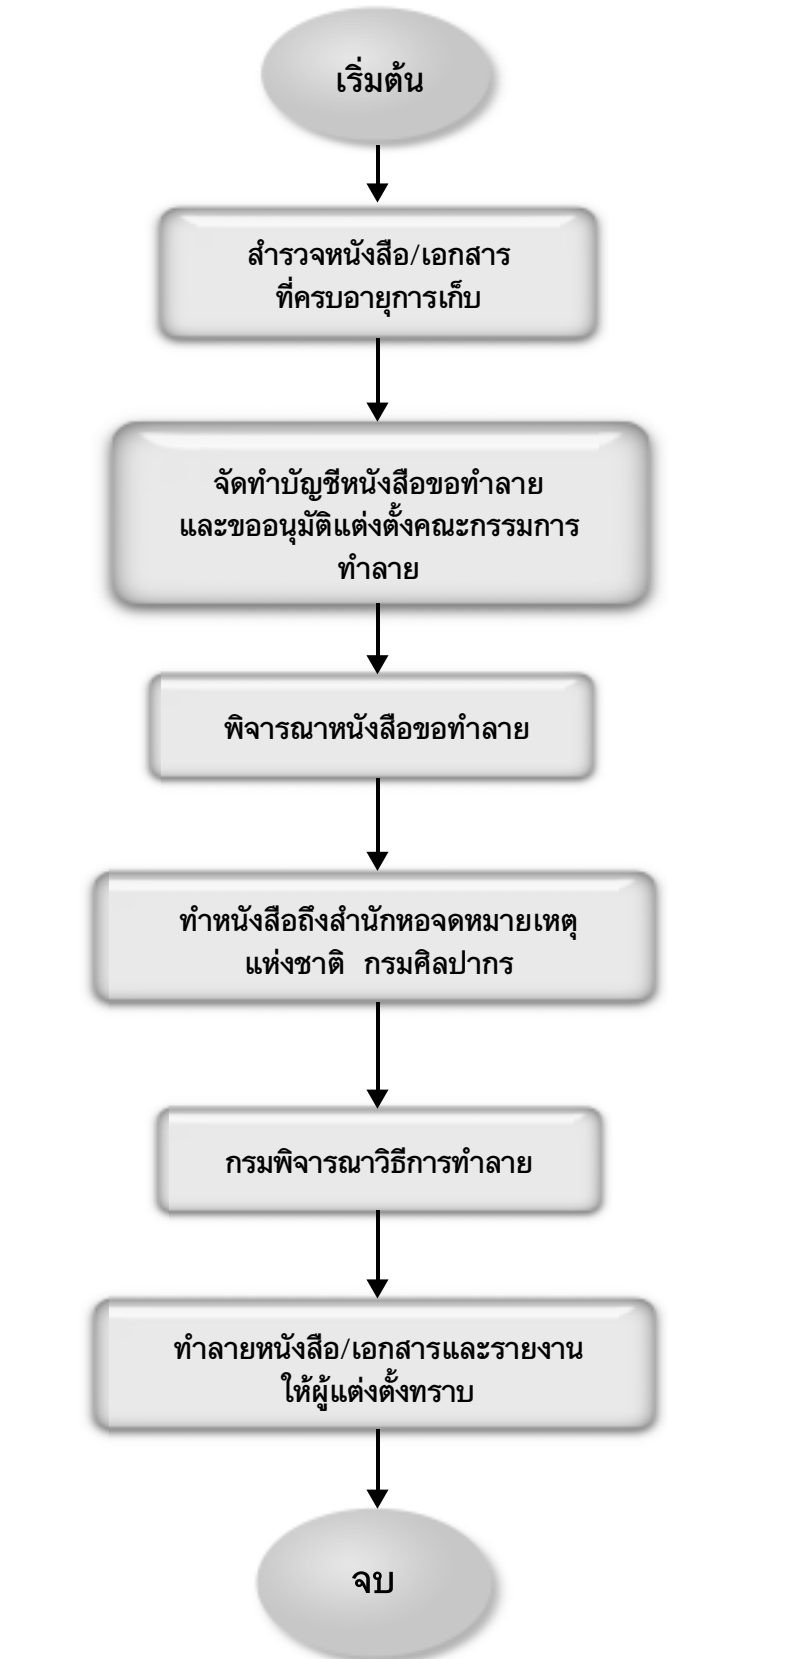 เริ่มต้น
สำรวจหนังสือ/เอกสาร
ที่ครบอายุการเก็บ
จัดทำบัญชีหนังสือขอทำลาย
และขออนุมัติแต่งตั้งคณะกรรมการ
ทำลาย
พิจารณาหนังสือขอทำลาย
ทำหนังสือถึงสำนักหอจดหมายเหตุ
แห่งชาติ กรมศิลปากร
กรมพิจารณาวิธีการทำลาย
ทำลายหนังสือ/เอกสารและรายงาน
ให้ผู้แต่งตั้งทราบ
จบ